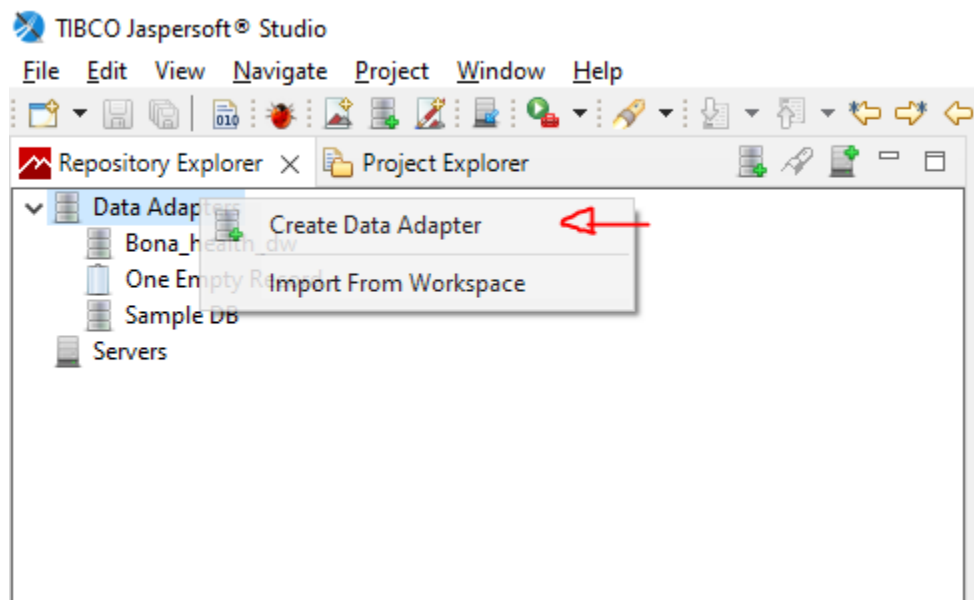 TIBCO Jaspersoft® Studio
File Edit View Navigate Project Window Help
010
Repository Explorer Project Explorer
Data Adapters
Create Data Adapter
Bona_health_dw
One Empty Record
Import From Workspace
Sample DB
Servers